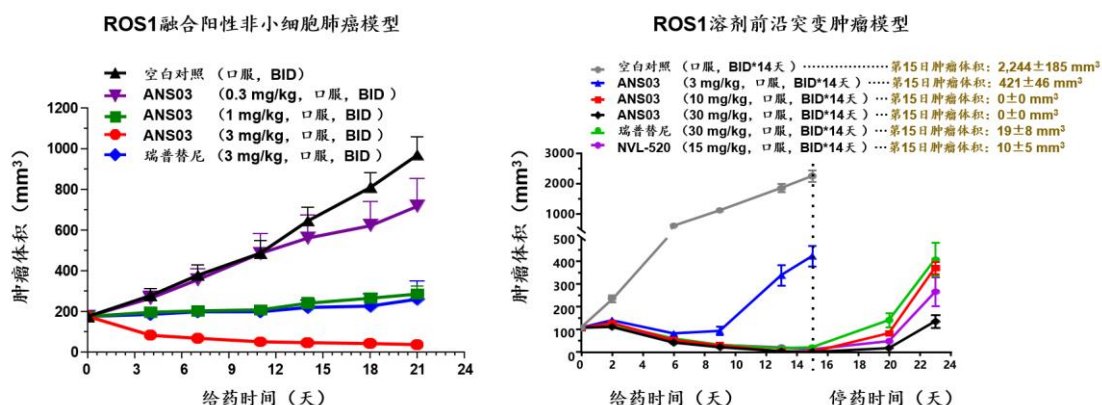 ROS1融合阳性非小细胞肺癌模型
空白对照（口服，BID）
ANS03（0.3 mg/kg，口服，BID）
ANS03（1 mg/kg，口服，BID）
ANS03（3 mg/kg，口服，BID）
瑞普替尼（3 mg/kg，口服，BID）
肿瘤体积（mm³）
1200
1000
800
600
400
200
0
0 3 6 9 12 15 18 21 24
给药时间（天）
ROS1溶剂前沿突变肿瘤模型
空白对照（口服，BID*14天）第15日肿瘤体积：2,244±185 mm³
ANS03（3 mg/kg，口服，BID*14天）第15日肿瘤体积：421±46 mm³
ANS03（10 mg/kg，口服，BID*14天）第15日肿瘤体积：0±0 mm³
ANS03（30 mg/kg，口服，BID*14天）第15日肿瘤体积：0±0 mm³
瑞普替尼（30 mg/kg，口服，BID*14天）第15日肿瘤体积：19±8 mm³
NVL-520（15 mg/kg，口服，BID*14天）第15日肿瘤体积：10±5 mm³
肿瘤体积（mm³）
3000
2000
1000
500
400
300
200
100
0
0 2 4 6 8 10 12 14 16 18 20 22 24
给药时间（天） 停药时间（天）